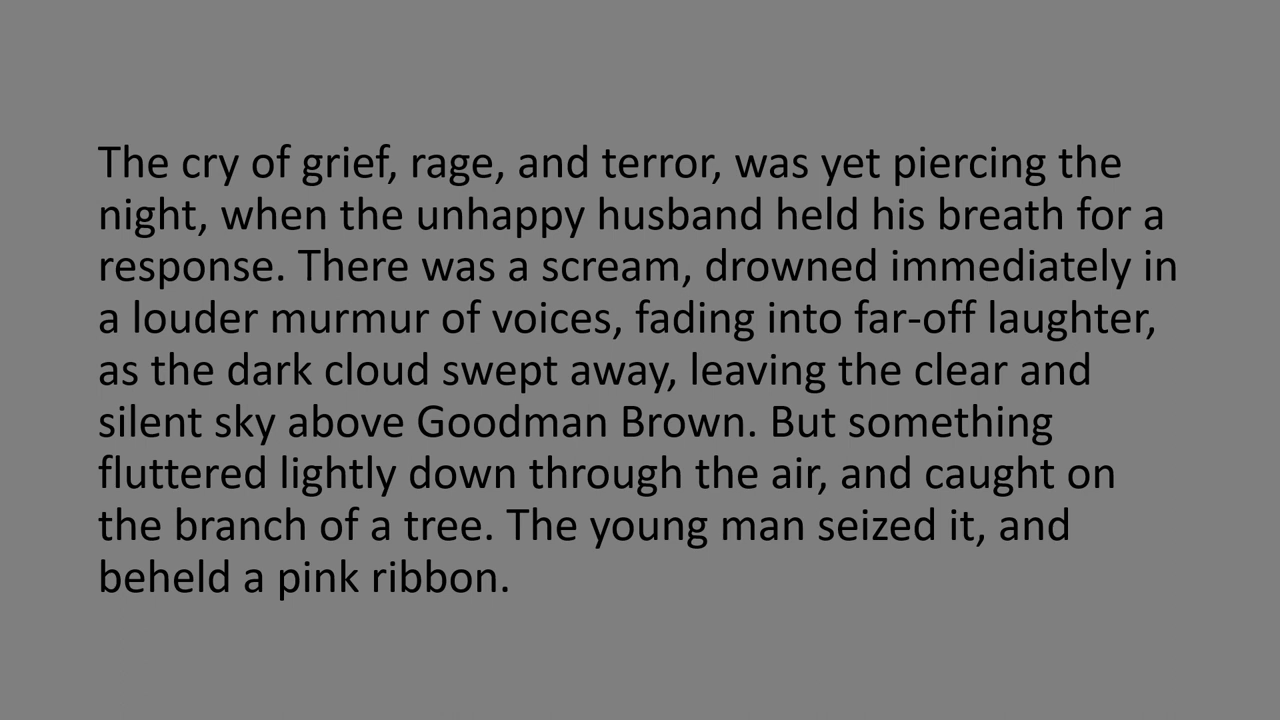 The cry of grief, rage, and terror, was yet piercing the
night, when the unhappy husband held his breath for a
response. There was a scream, drowned immediately in
a louder murmur of voices, fading into far-off laughter,
as the dark cloud swept away, leaving the clear and
silent sky above Goodman Brown. But something
fluttered lightly down through the air, and caught on
the branch of a tree. The young man seized it, and
beheld a pink ribbon.